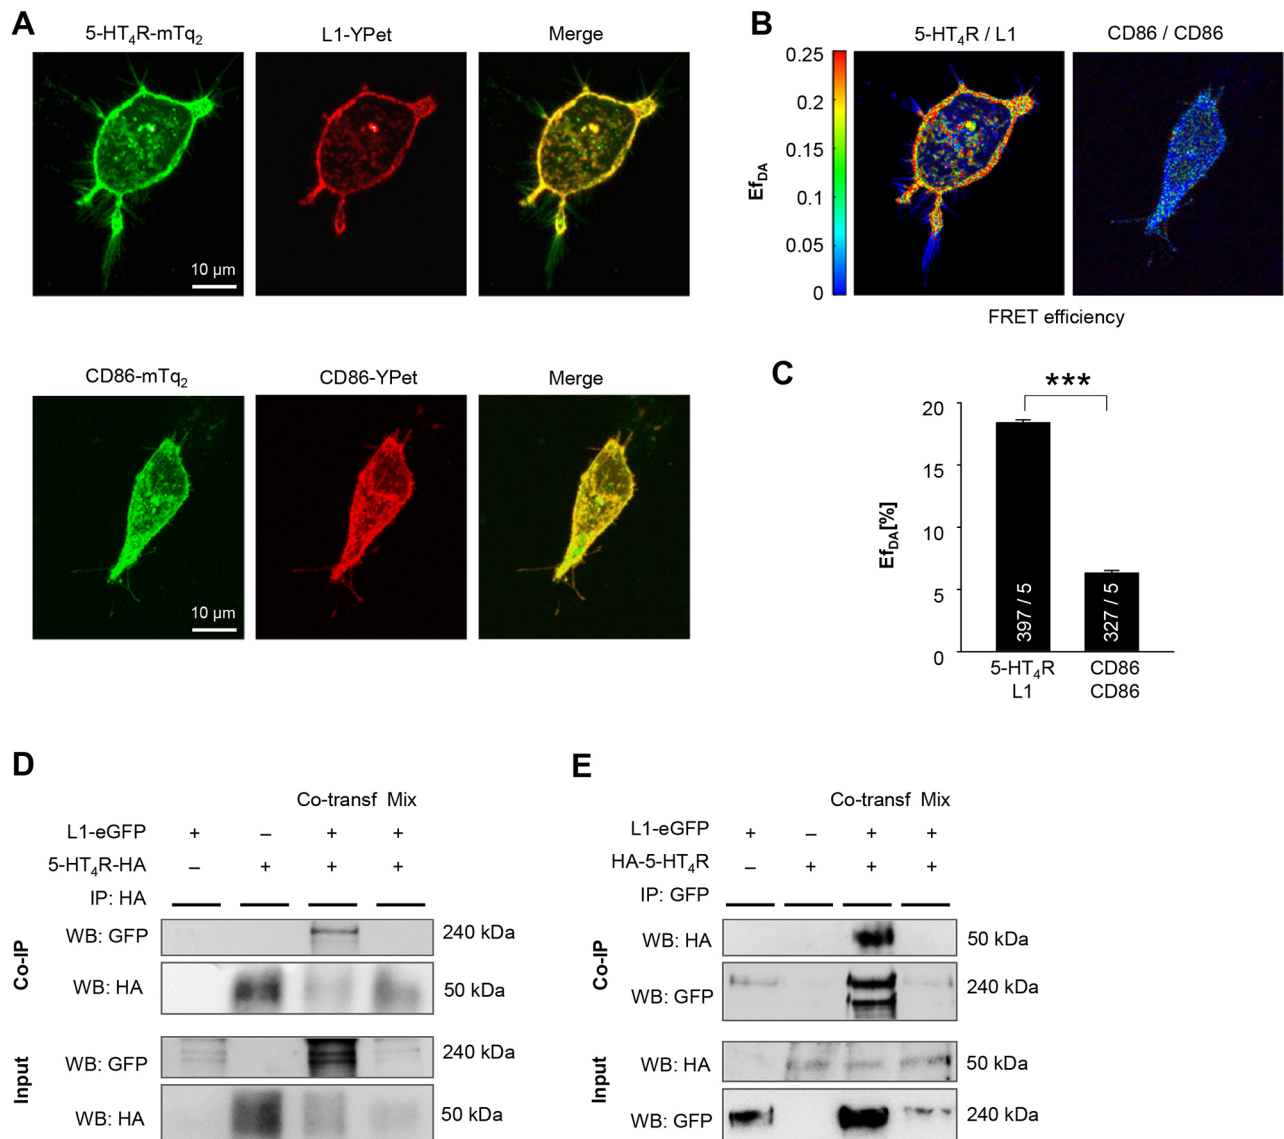 A
5-HT4R-mTq2
L1-YPet
Merge
10 µm
CD86-mTq2
CD86-YPet
Merge
10 µm
B
5-HT4R / L1
CD86 / CD86
EfDA
0.25
0.2
0.15
0.1
0.05
0
FRET efficiency
C
***
EfDA[%]
20
15
10
5
0
397 / 5
327 / 5
5-HT4R
L1
CD86
CD86
D
Co-transf Mix
L1-eGFP + – + +
5-HT4R-HA – + + +
IP: HA
Co-IP
WB: GFP 240 kDa
WB: HA 50 kDa
Input
WB: GFP 240 kDa
WB: HA 50 kDa
E
Co-transf Mix
L1-eGFP + – + +
HA-5-HT4R – + + +
IP: GFP
Co-IP
WB: HA 50 kDa
WB: GFP 240 kDa
Input
WB: HA 50 kDa
WB: GFP 240 kDa